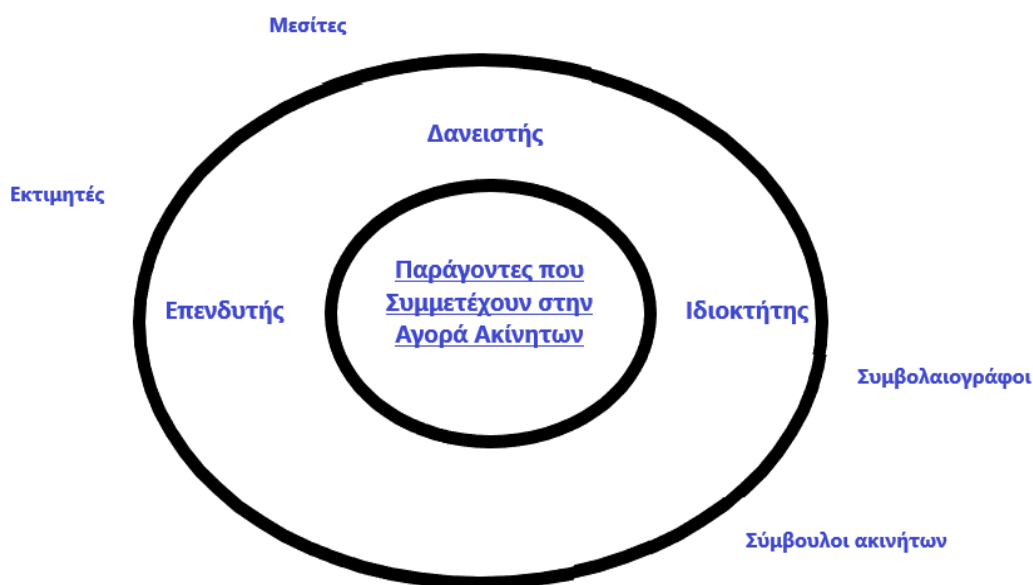 Μεσίτες
Δανειστής
Εκτιμητές
Παράγοντες που
Συμμετέχουν στην
Αγορά Ακίνητων
Επενδυτής
Ιδιοκτήτης
Συμβολαιογράφοι
Σύμβουλοι ακινήτων